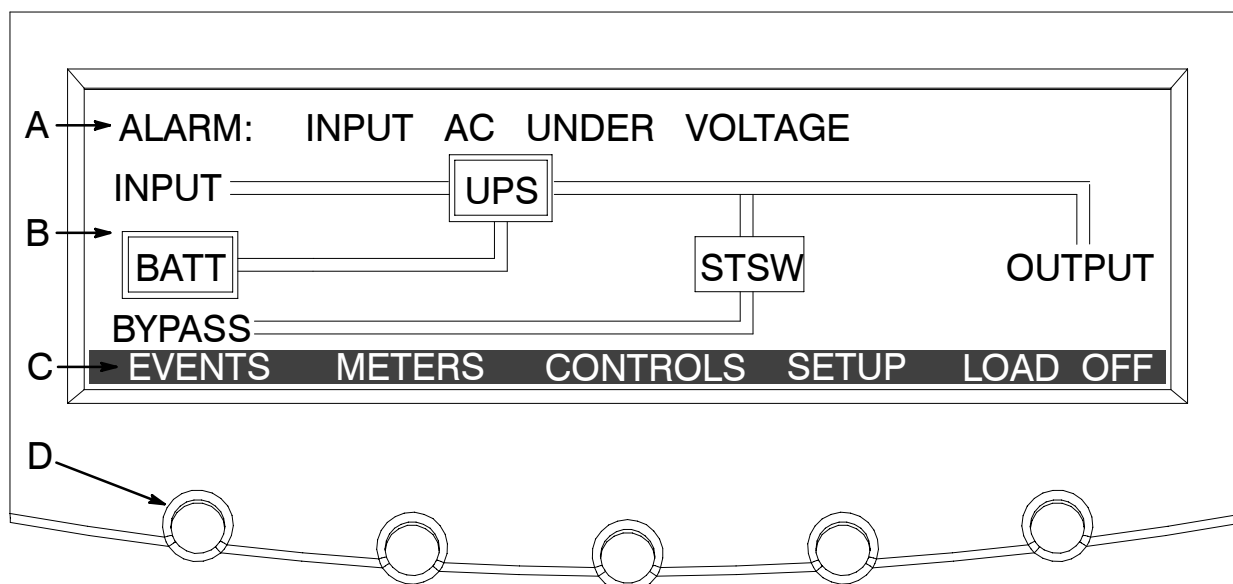 A ALARM: INPUT AC UNDER VOLTAGE
INPUT UPS
B
BATT STSW OUTPUT
BYPASS
C EVENTS METERS CONTROLS SETUP LOAD OFF
D